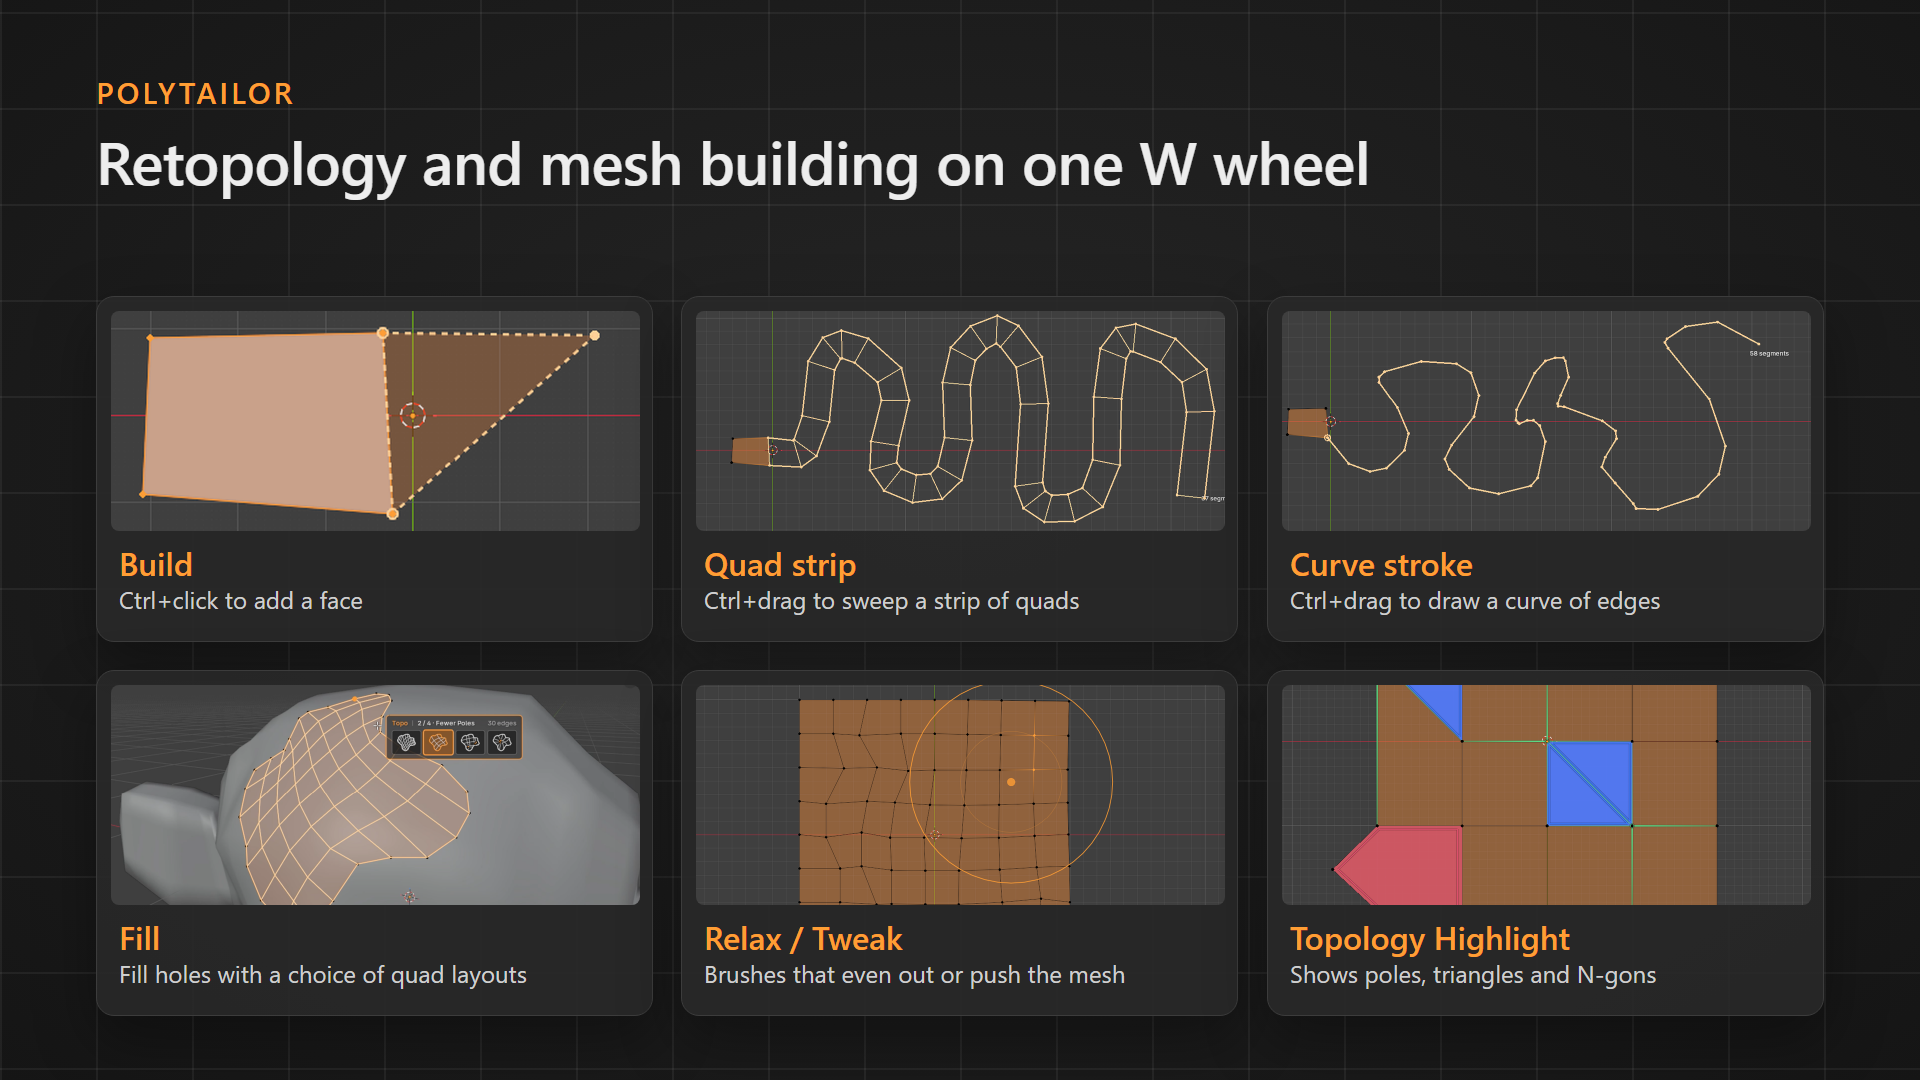 POLYTAILOR
Retopology and mesh building on one W wheel
58 segments
Build
Ctrl+click to add a face
Quad strip
Ctrl+drag to sweep a strip of quads
Curve stroke
Ctrl+drag to draw a curve of edges
Topo | 2 / 4 · Fewer Poles 30 edges
Fill
Fill holes with a choice of quad layouts
Relax / Tweak
Brushes that even out or push the mesh
Topology Highlight
Shows poles, triangles and N-gons